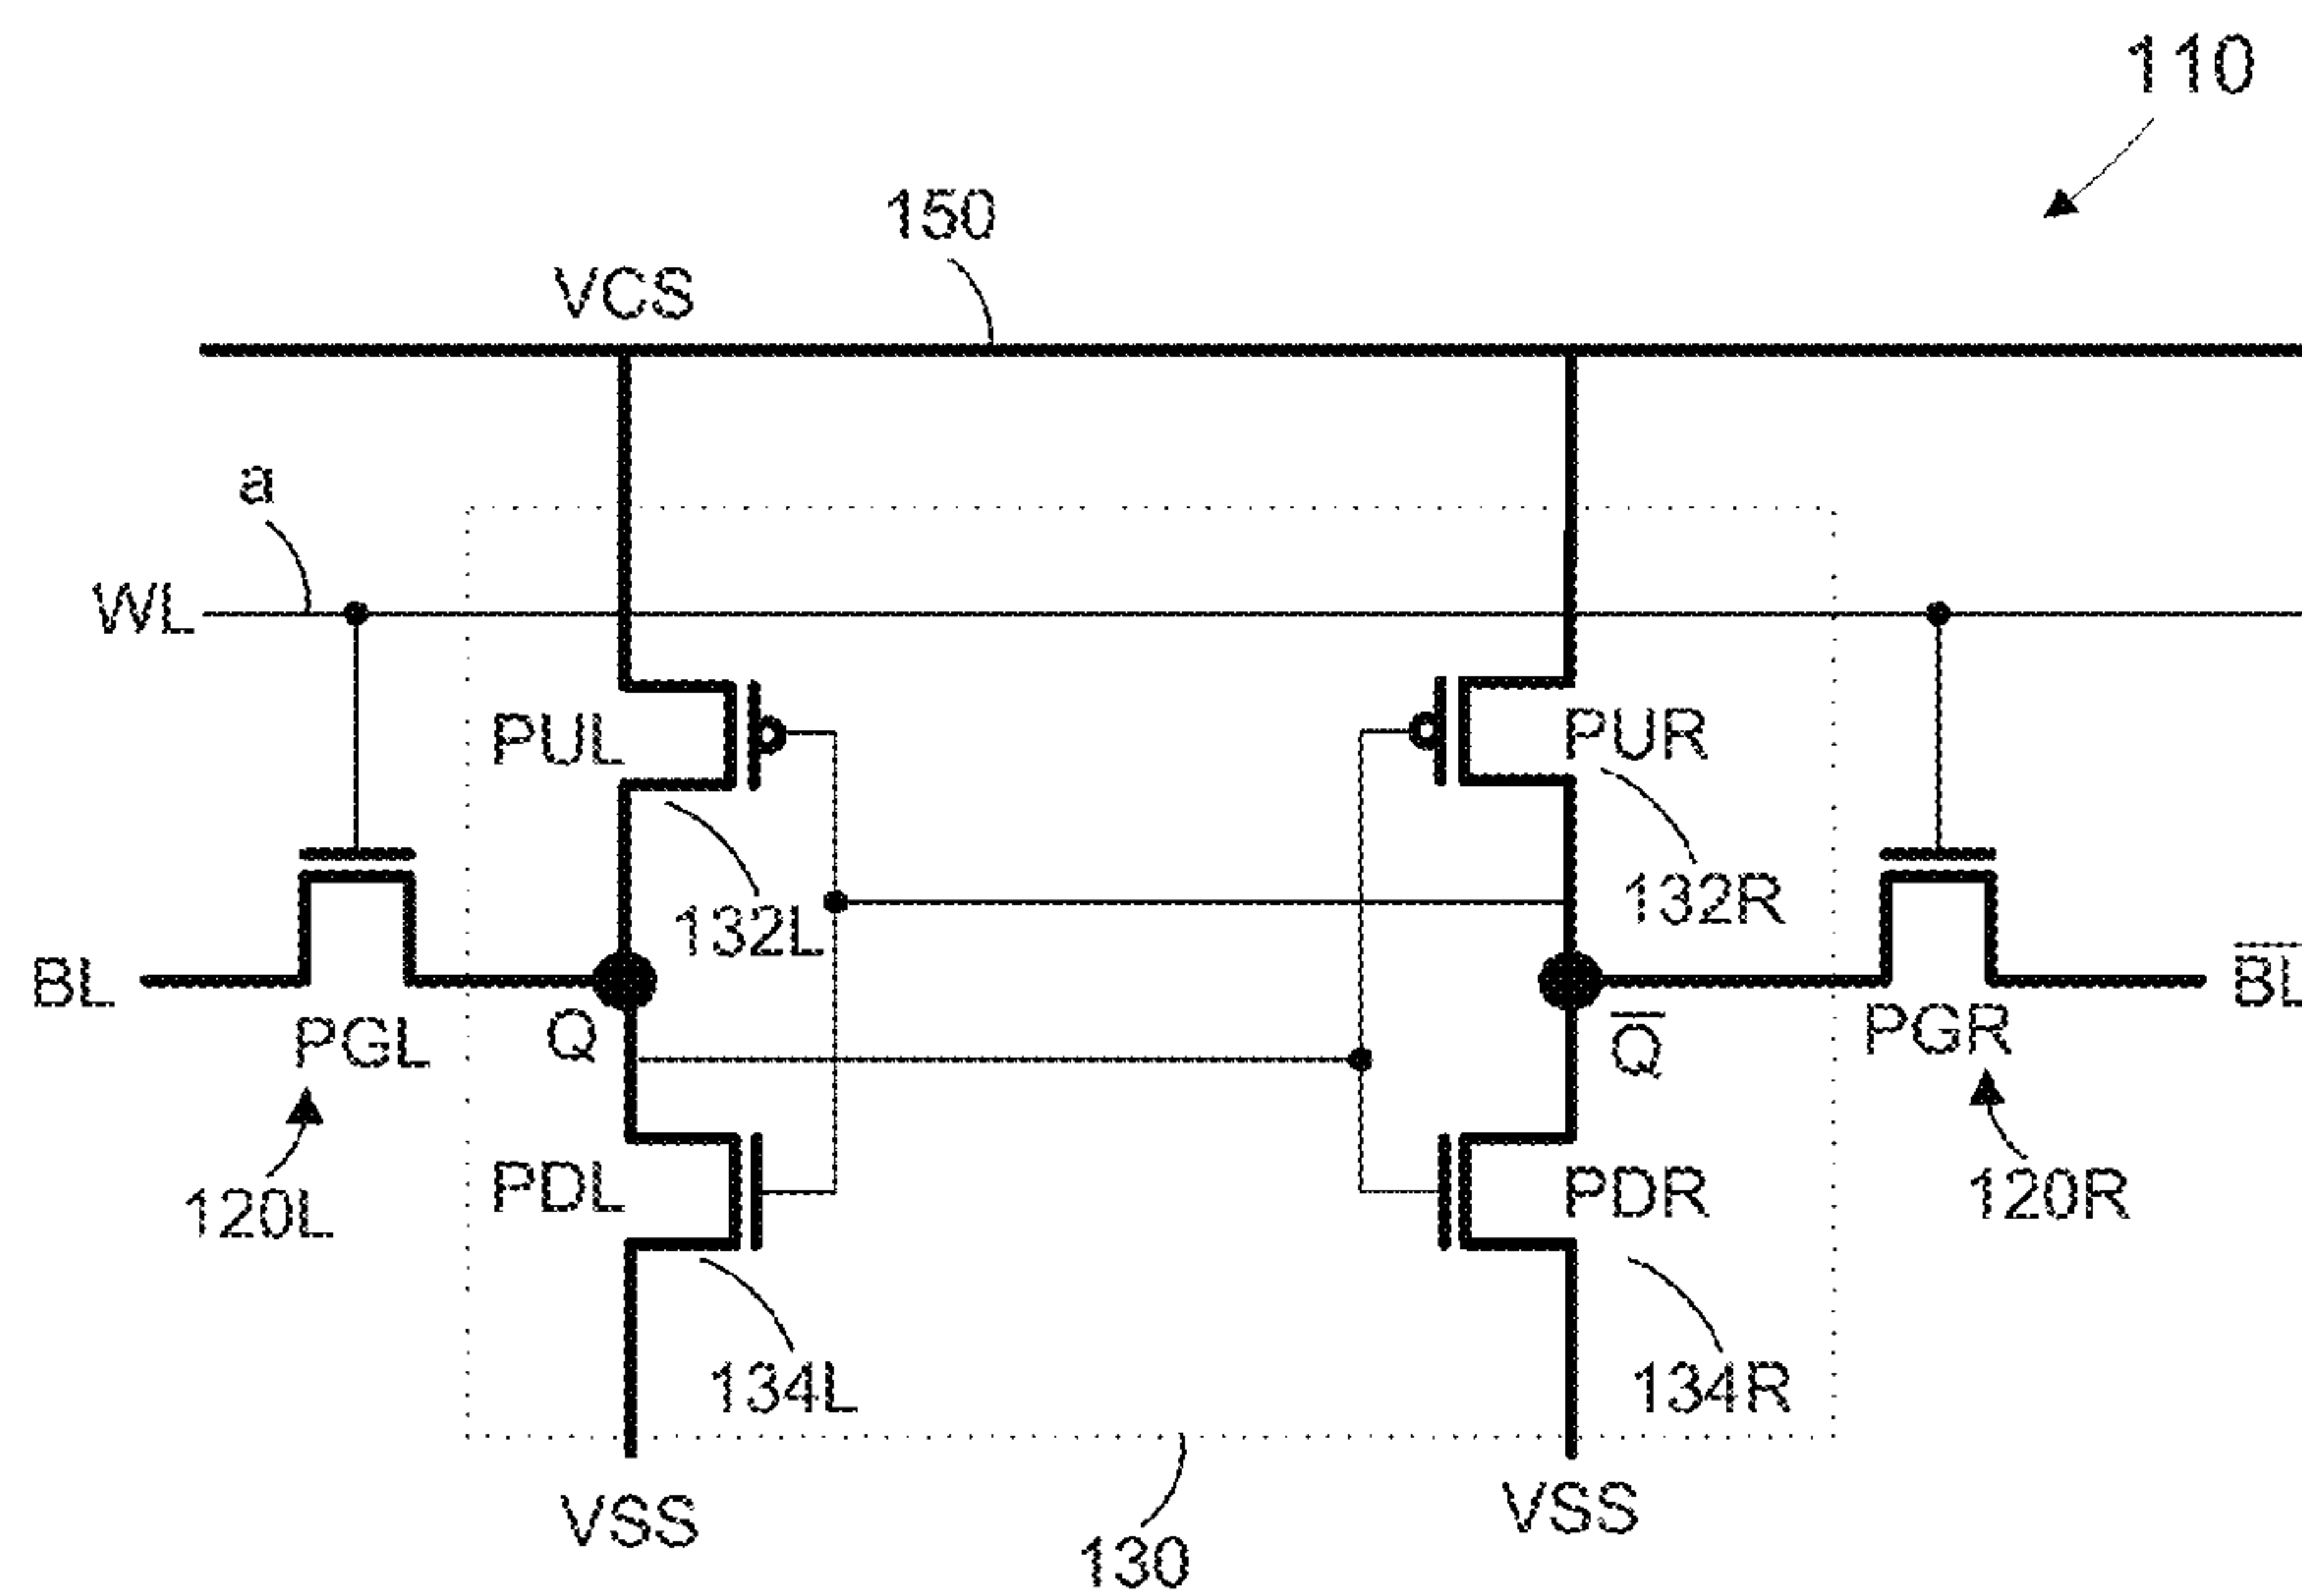 110
150
VCS
a
WL
PUL
PUR
132L
132R
BL
BL
PGL
Q
Q
PGR
120L
PDL
PDR
120R
134L
134R
VSS
VSS
130